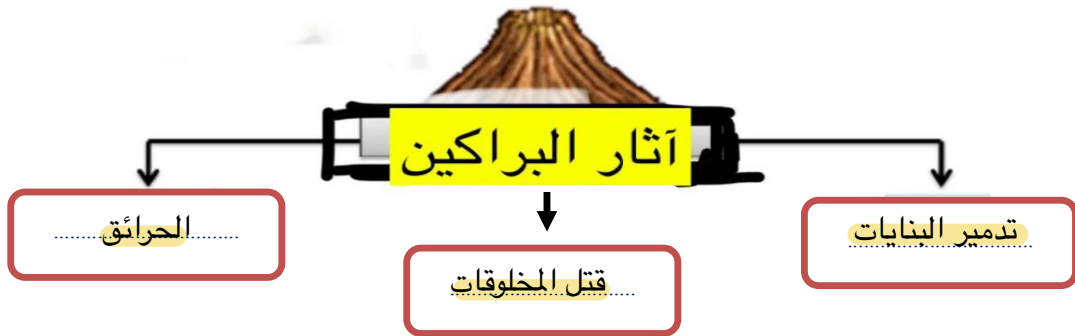 آثار البراكين
تدمير البنايات
قتل المخلوقات
الحرائق